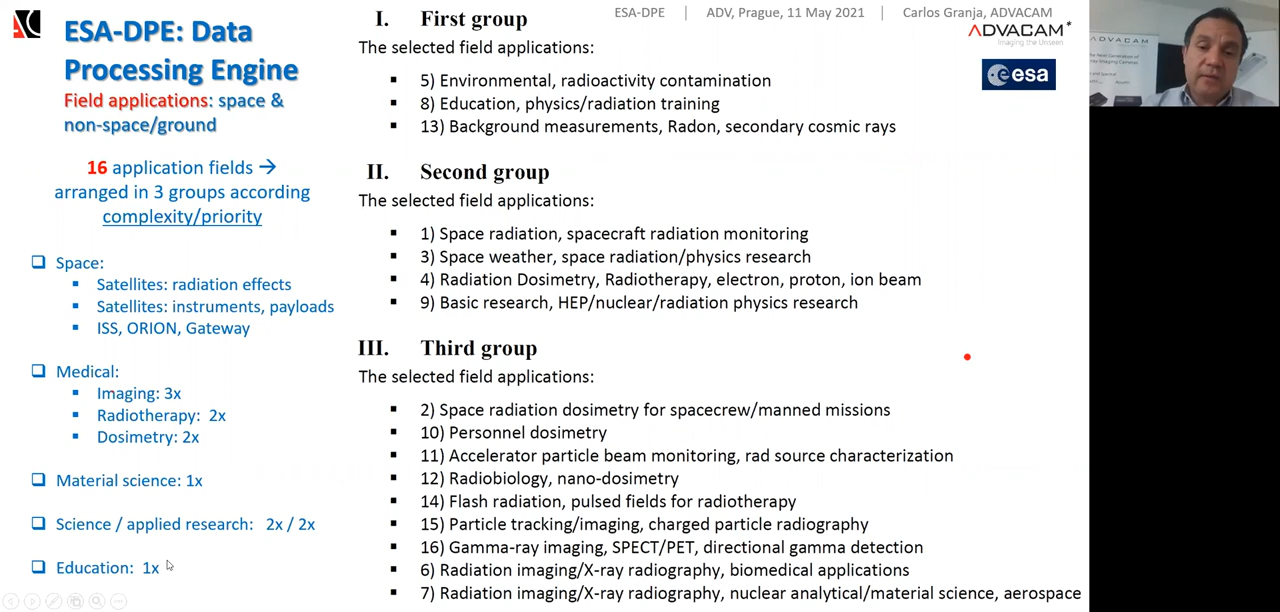 ESA-DPE | ADV, Prague, 11 May 2021 | Carlos Granja, ADVACAM
ESA-DPE: Data
Processing Engine
Field applications: space &
non-space/ground
16 application fields →
arranged in 3 groups according
complexity/priority
Space:
Satellites: radiation effects
Satellites: instruments, payloads
ISS, ORION, Gateway
Medical:
Imaging: 3x
Radiotherapy: 2x
Dosimetry: 2x
Material science: 1x
Science / applied research: 2x / 2x
Education: 1x
I. First group
The selected field applications:
5) Environmental, radioactivity contamination
8) Education, physics/radiation training
13) Background measurements, Radon, secondary cosmic rays
II. Second group
The selected field applications:
1) Space radiation, spacecraft radiation monitoring
3) Space weather, space radiation/physics research
4) Radiation Dosimetry, Radiotherapy, electron, proton, ion beam
9) Basic research, HEP/nuclear/radiation physics research
III. Third group
The selected field applications:
2) Space radiation dosimetry for spacecrew/manned missions
10) Personnel dosimetry
11) Accelerator particle beam monitoring, rad source characterization
12) Radiobiology, nano-dosimetry
14) Flash radiation, pulsed fields for radiotherapy
15) Particle tracking/imaging, charged particle radiography
16) Gamma-ray imaging, SPECT/PET, directional gamma detection
6) Radiation imaging/X-ray radiography, biomedical applications
7) Radiation imaging/X-ray radiography, nuclear analytical/material science, aerospace
ADVACAM*
Imaging the Unseen
esa
ADVACAM